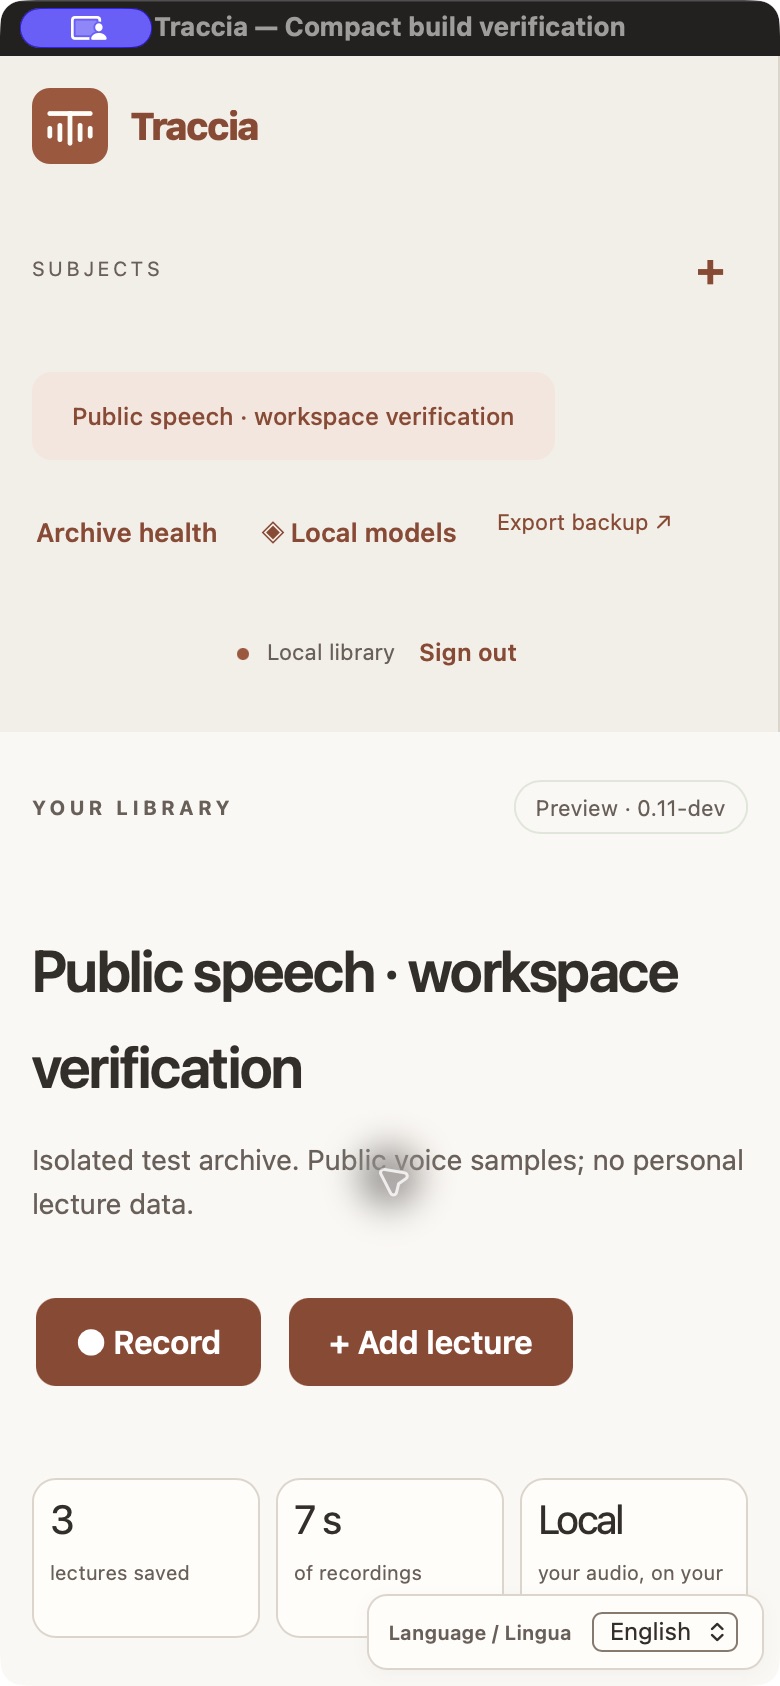 Traccia — Compact build verification
Traccia
SUBJECTS
+
Public speech · workspace verification
Archive health
◈ Local models
Export backup ↗
Local library
Sign out
YOUR LIBRARY
Preview · 0.11-dev
Public speech · workspace
verification
Isolated test archive. Public voice samples; no personal
lecture data.
● Record
+ Add lecture
3
lectures saved
7 s
of recordings
Local
your audio, on your
Language / Lingua
English